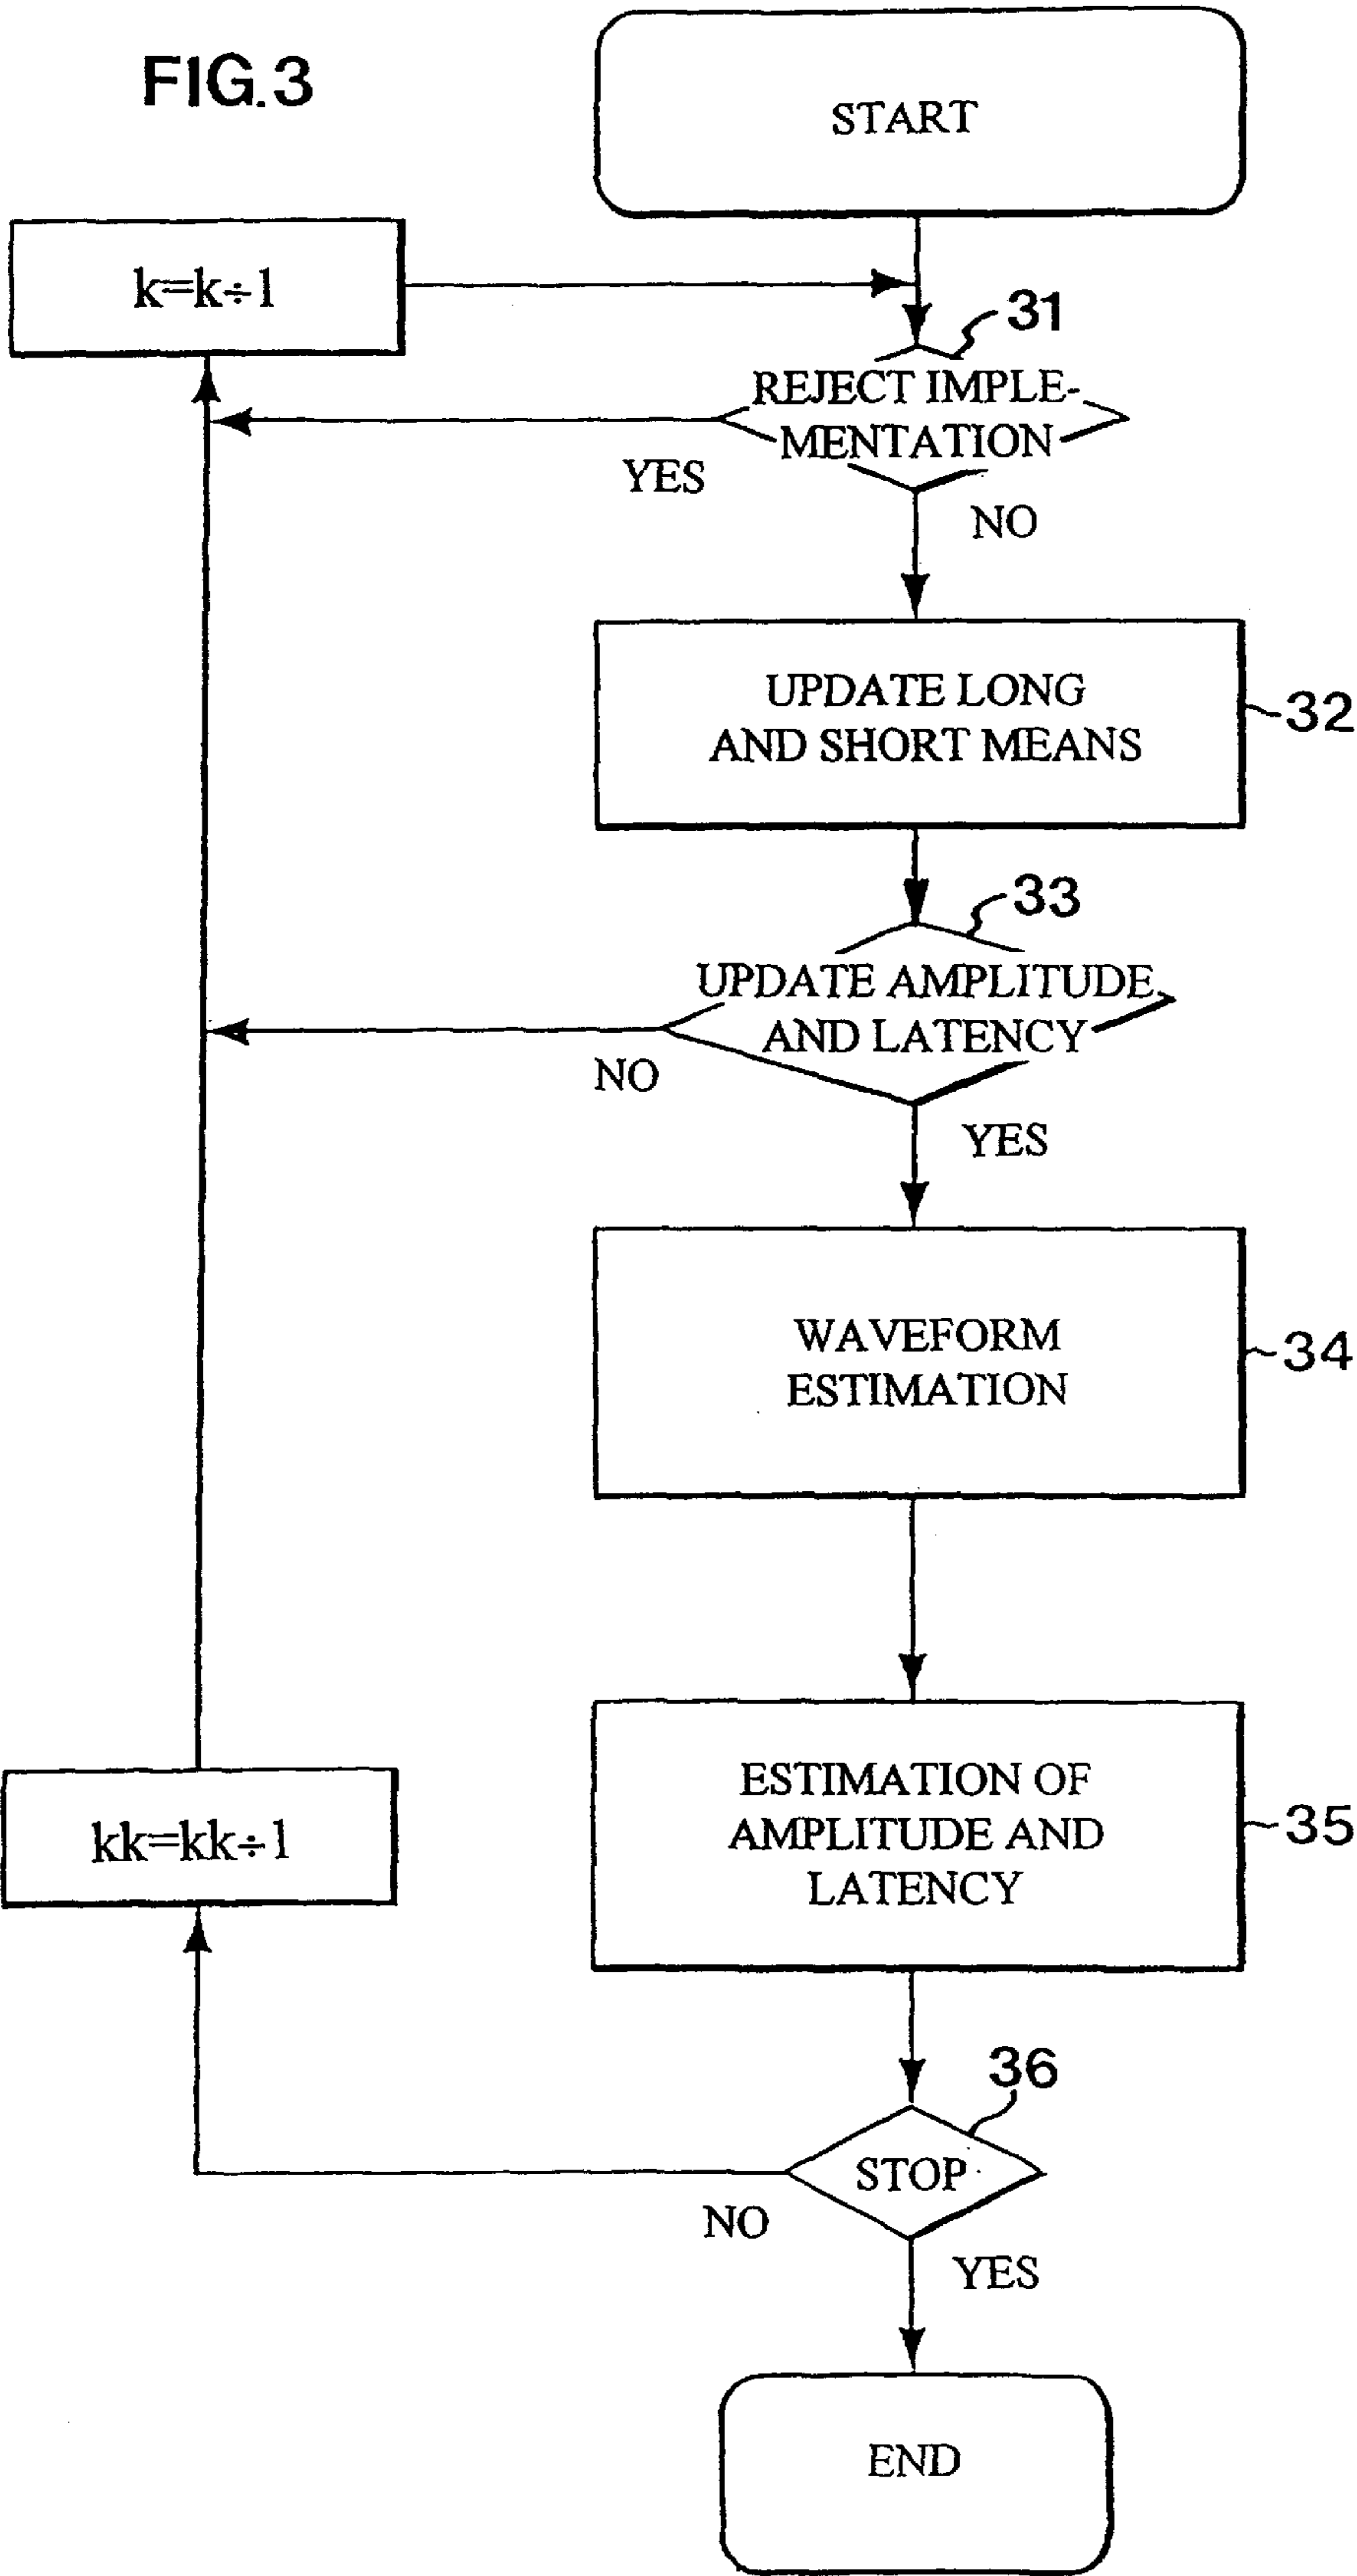 FIG.3
START
k=k÷1
31
REJECT IMPLE-
MENTATION
YES
NO
UPDATE LONG
AND SHORT MEANS
32
33
UPDATE AMPLITUDE
AND LATENCY
NO
YES
WAVEFORM
ESTIMATION
34
ESTIMATION OF
AMPLITUDE AND
LATENCY
35
kk=kk÷1
36
STOP
NO
YES
END